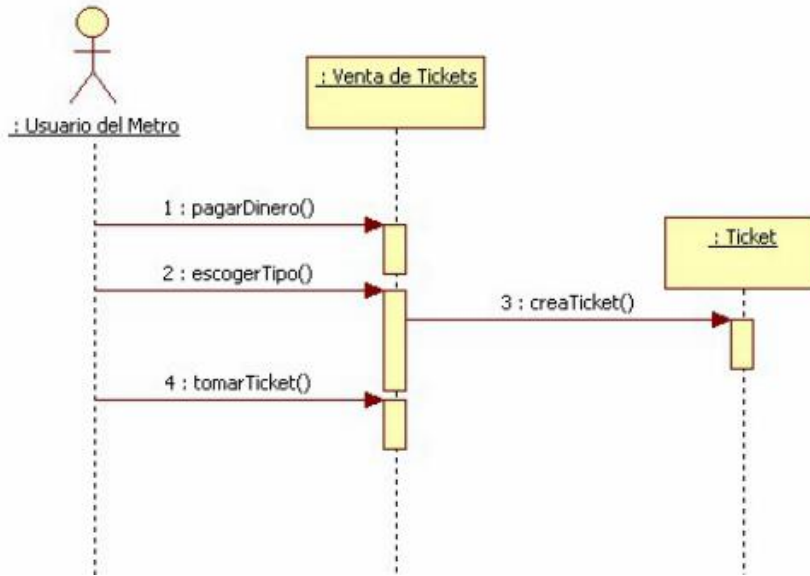 : Venta de Tickets
: Usuario del Metro
1 : pagarDinero()
: Ticket
2 : escogerTipo()
3 : creaTicket()
4 : tomarTicket()